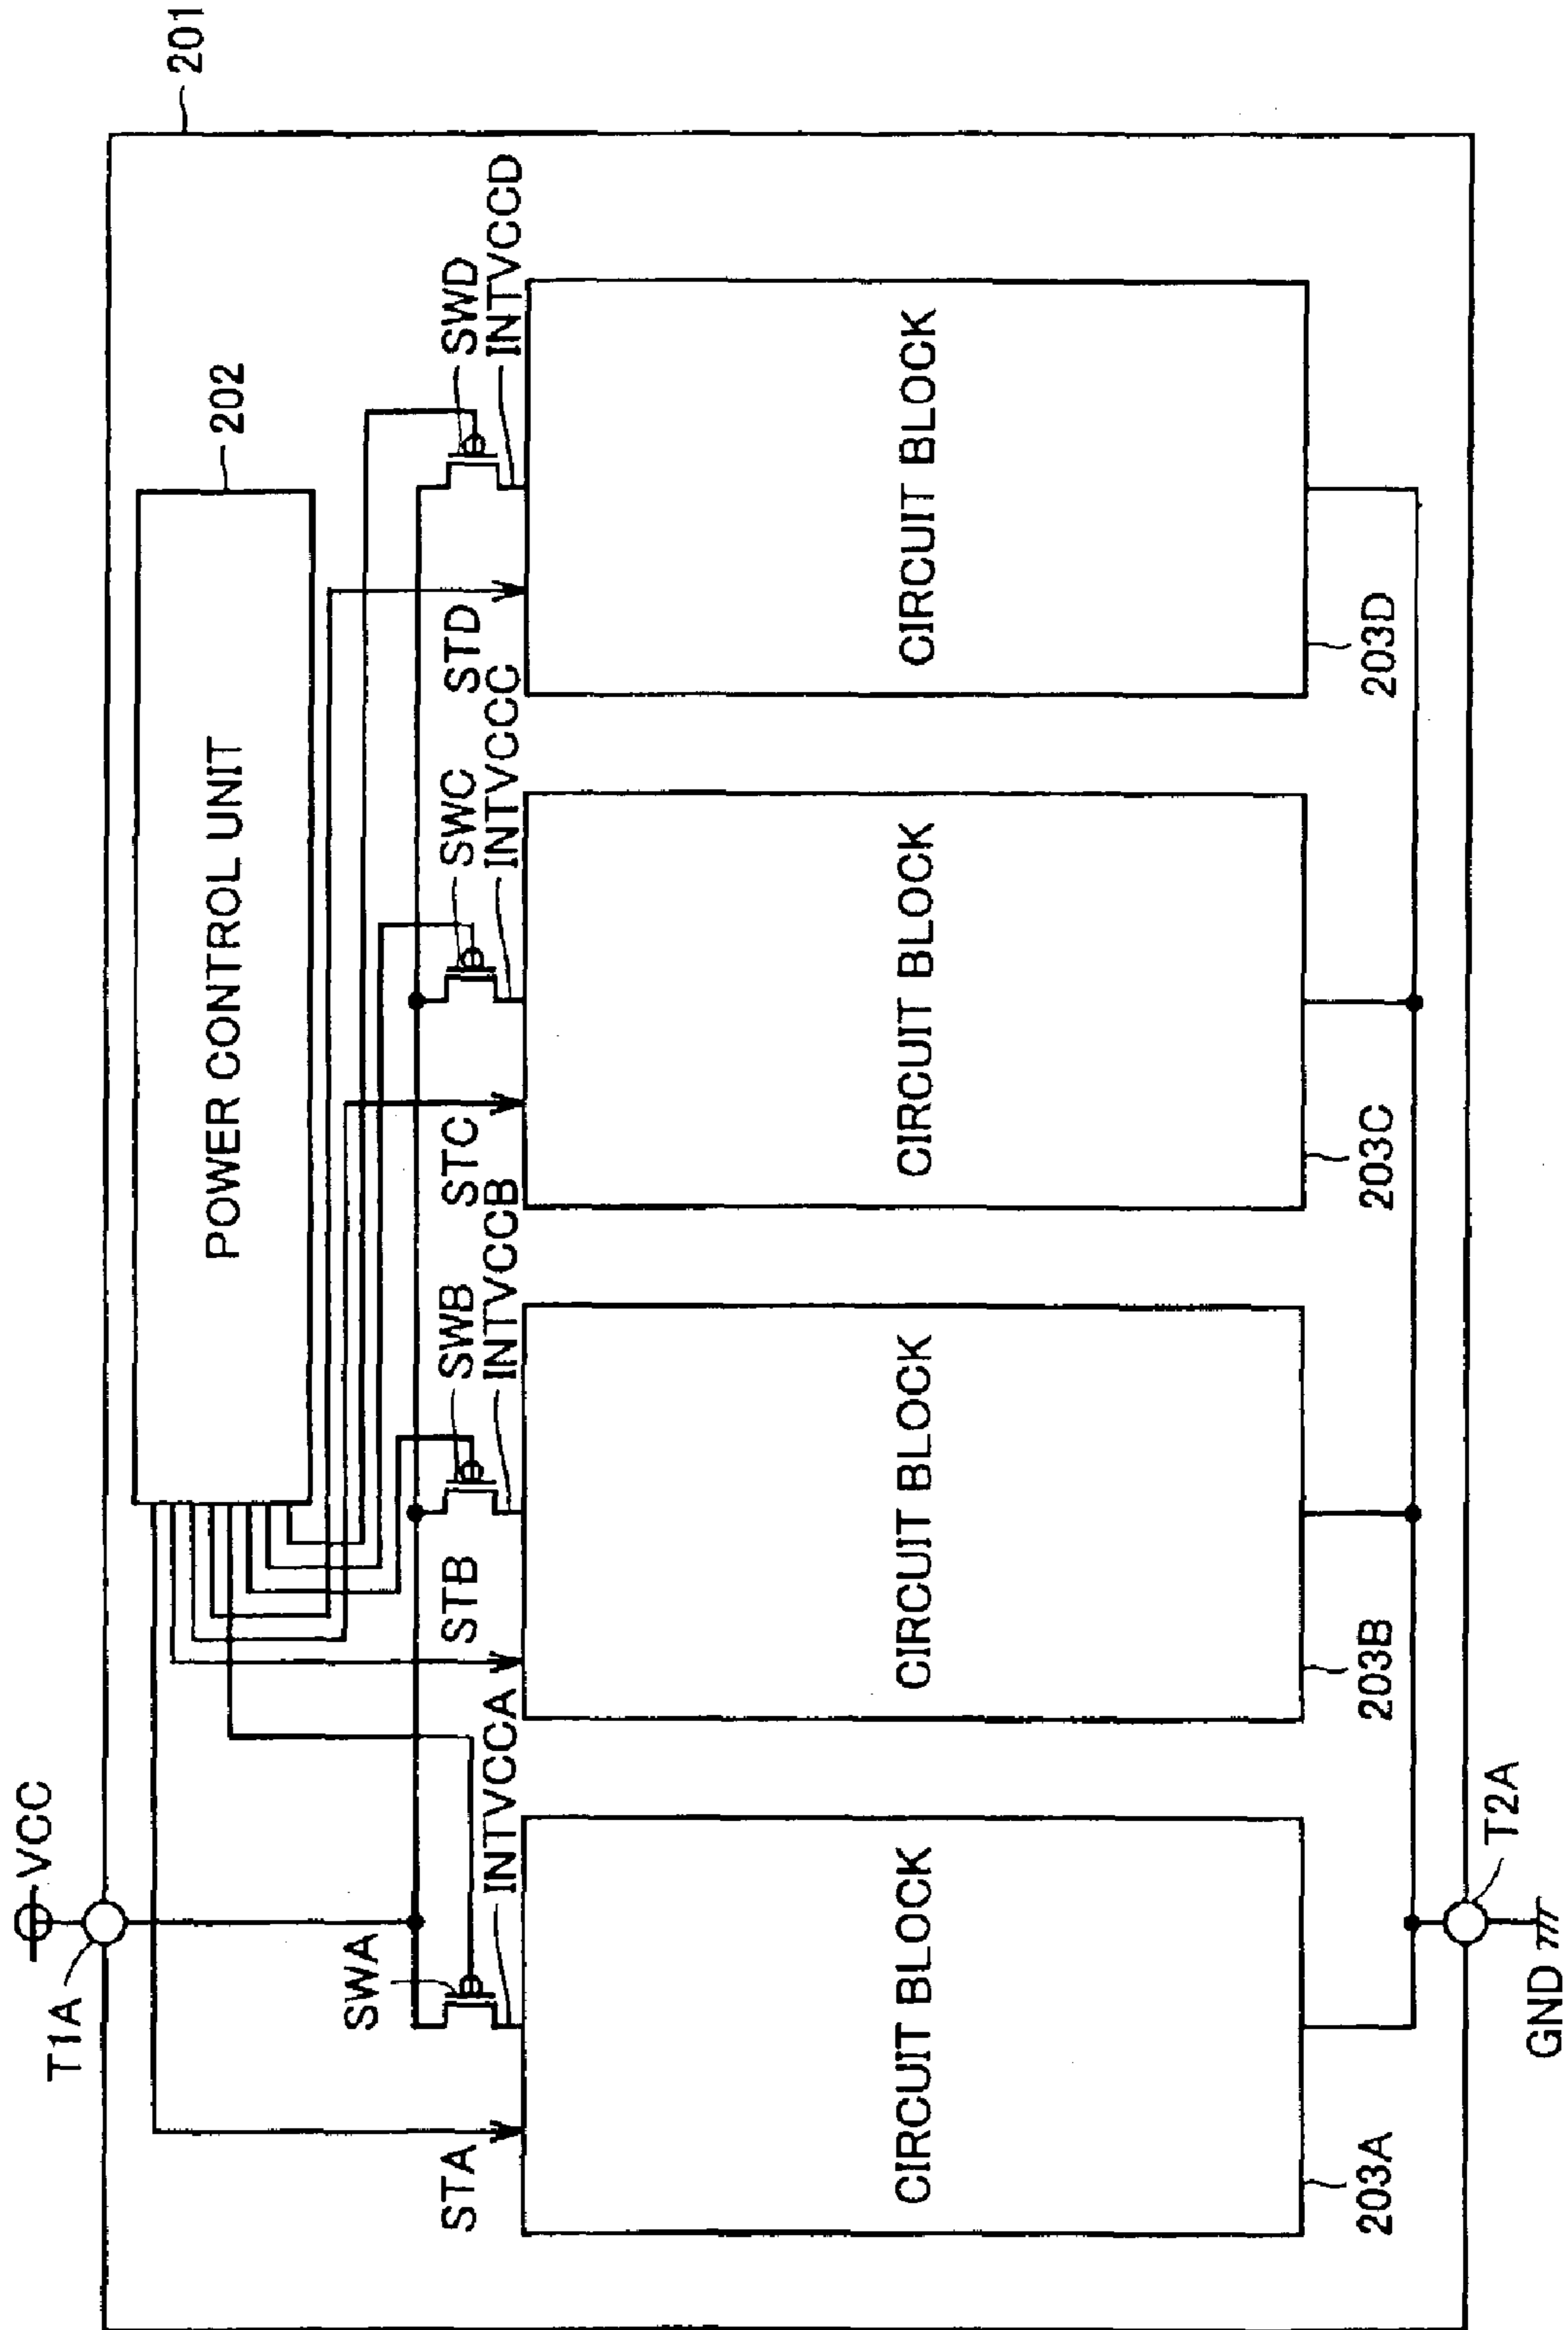 201
VCC
T1A
202
POWER CONTROL UNIT
STA
SWA
INTVCCA
STB
SWB
INTVCCB
STC
SWC
INTVCCC
STD
SWD
INTVCCD
CIRCUIT BLOCK
CIRCUIT BLOCK
CIRCUIT BLOCK
CIRCUIT BLOCK
203A
203B
203C
203D
T2A
GND